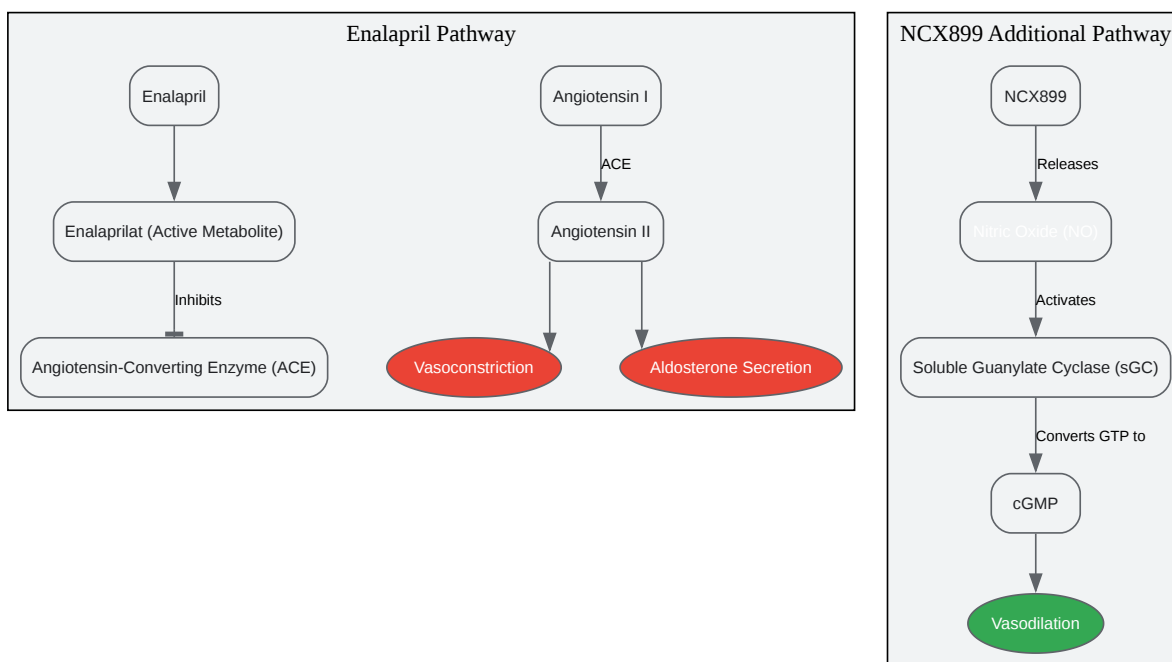 Enalapril Pathway
Enalapril
Angiotensin I
ACE
Enalaprilat (Active Metabolite)
Angiotensin II
Inhibits
Angiotensin-Converting Enzyme (ACE)
Vasoconstriction
Aldosterone Secretion
NCX899 Additional Pathway
NCX899
Releases
Nitric Oxide (NO)
Activates
Soluble Guanylate Cyclase (sGC)
Converts GTP to
cGMP
Vasodilation